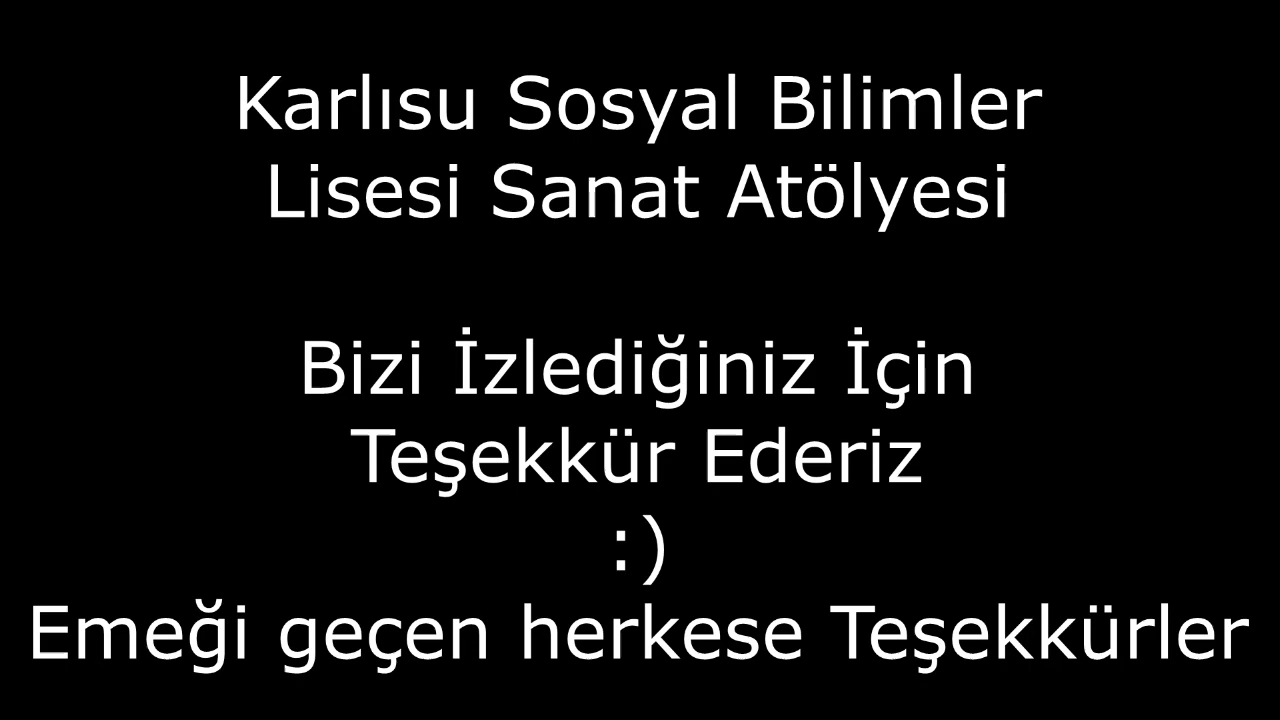 Karlısu Sosyal Bilimler
Lisesi Sanat Atölyesi
Bizi İzlediğiniz İçin
Teşekkür Ederiz
:)
Emeği geçen herkese Teşekkürler